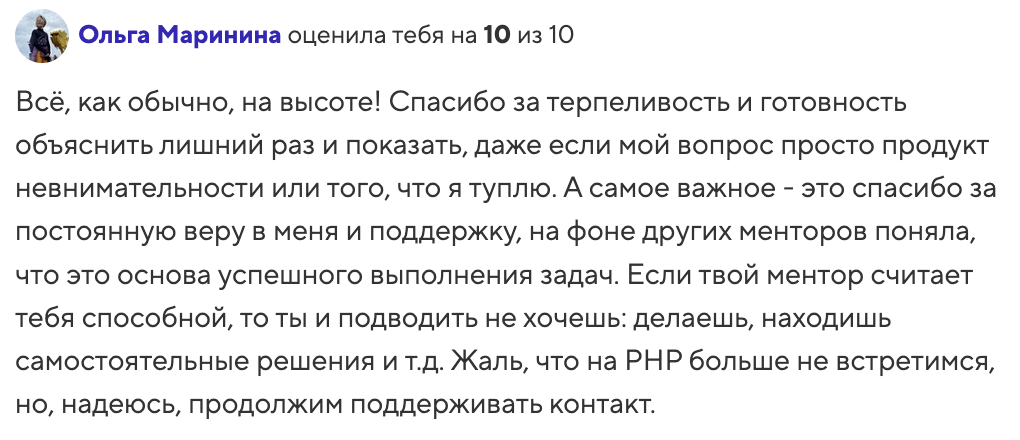 Ольга Маринина оценила тебя на 10 из 10
Всё, как обычно, на высоте! Спасибо за терпеливость и готовность
объяснить лишний раз и показать, даже если мой вопрос просто продукт
невнимательности или того, что я туплю. А самое важное - это спасибо за
постоянную веру в меня и поддержку, на фоне других менторов поняла,
что это основа успешного выполнения задач. Если твой ментор считает
тебя способной, то ты и подводить не хочешь: делаешь, находишь
самостоятельные решения и т.д. Жаль, что на PHP больше не встретимся,
но, надеюсь, продолжим поддерживать контакт.